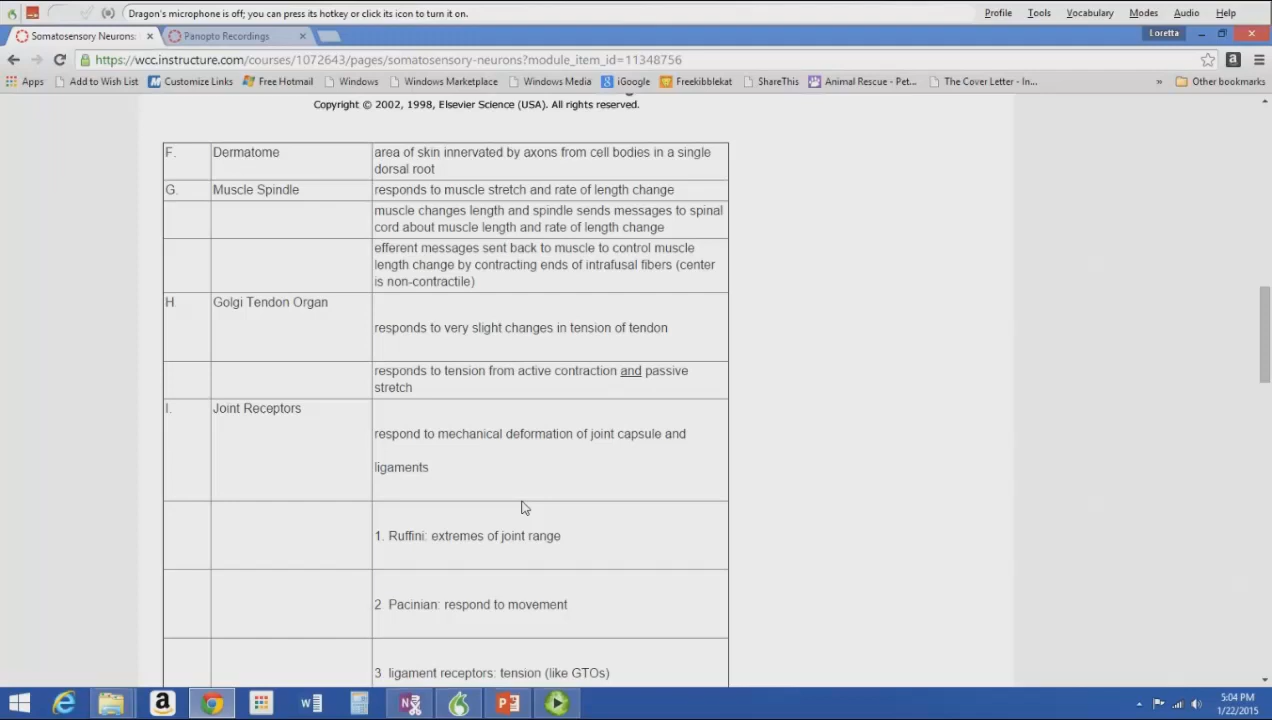 Dragon's microphone is off; you can press its hotkey or click its icon to turn it on.
Profile Tools Vocabulary Modes Audio Help
Somatosensory Neurons: × Panopto Recordings × Loretta
https://wcc.instructure.com/courses/1072643/pages/somatosensory-neurons?module_item_id=11348756
Apps Add to Wish List Customize Links Free Hotmail Windows Windows Marketplace Windows Media iGoogle Freekibblekat ShareThis Animal Rescue - Pet... The Cover Letter - In... » Other bookmarks
Copyright © 2002, 1998, Elsevier Science (USA). All rights reserved.
F. Dermatome area of skin innervated by axons from cell bodies in a single
dorsal root
G. Muscle Spindle responds to muscle stretch and rate of length change
muscle changes length and spindle sends messages to spinal
cord about muscle length and rate of length change
efferent messages sent back to muscle to control muscle
length change by contracting ends of intrafusal fibers (center
is non-contractile)
H. Golgi Tendon Organ
responds to very slight changes in tension of tendon
responds to tension from active contraction and passive
stretch
I. Joint Receptors
respond to mechanical deformation of joint capsule and
ligaments
1. Ruffini: extremes of joint range
2 Pacinian: respond to movement
3 ligament receptors: tension (like GTOs)
5:04 PM
1/22/2015